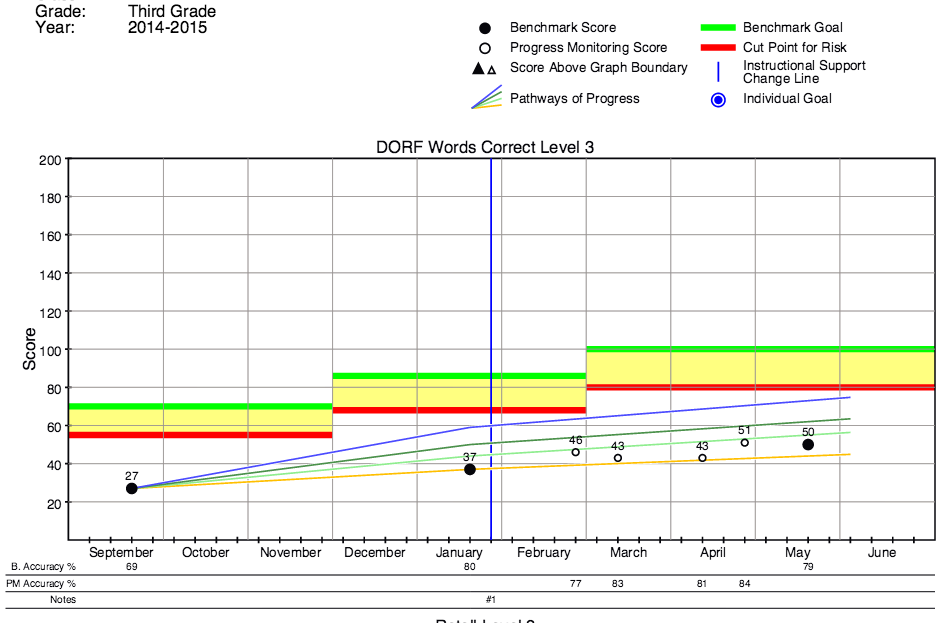 Grade: Third Grade
Year: 2014-2015
Benchmark Score
Progress Monitoring Score
Score Above Graph Boundary
Pathways of Progress
Benchmark Goal
Cut Point for Risk
Instructional Support
Change Line
Individual Goal
DORF Words Correct Level 3
Score
200
180
160
140
120
100
80
60
40
20
27
37
46
43
43
51
50
September October November December January February March April May June
B. Accuracy % 69 80 79
PM Accuracy % 77 83 81 84
Notes #1